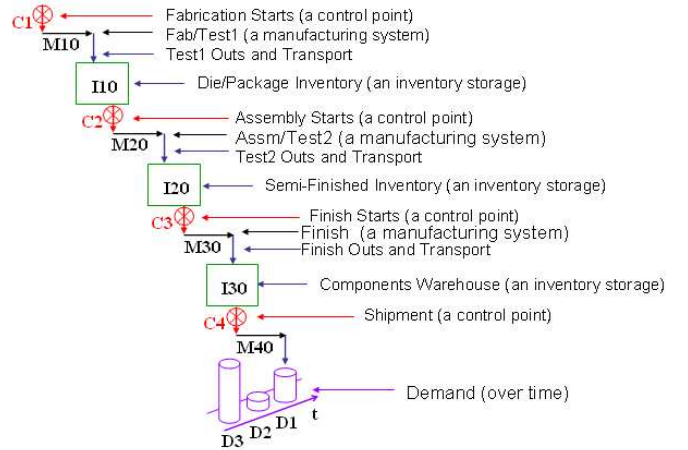 C1 Fabrication Starts (a control point)
M10 Fab/Test1 (a manufacturing system)
Test1 Outs and Transport
I10 Die/Package Inventory (an inventory storage)
C2 Assembly Starts (a control point)
M20 Assm/Test2 (a manufacturing system)
Test2 Outs and Transport
I20 Semi-Finished Inventory (an inventory storage)
C3 Finish Starts (a control point)
M30 Finish (a manufacturing system)
Finish Outs and Transport
I30 Components Warehouse (an inventory storage)
C4 Shipment (a control point)
M40
Demand (over time)
D3 D2 D1 t